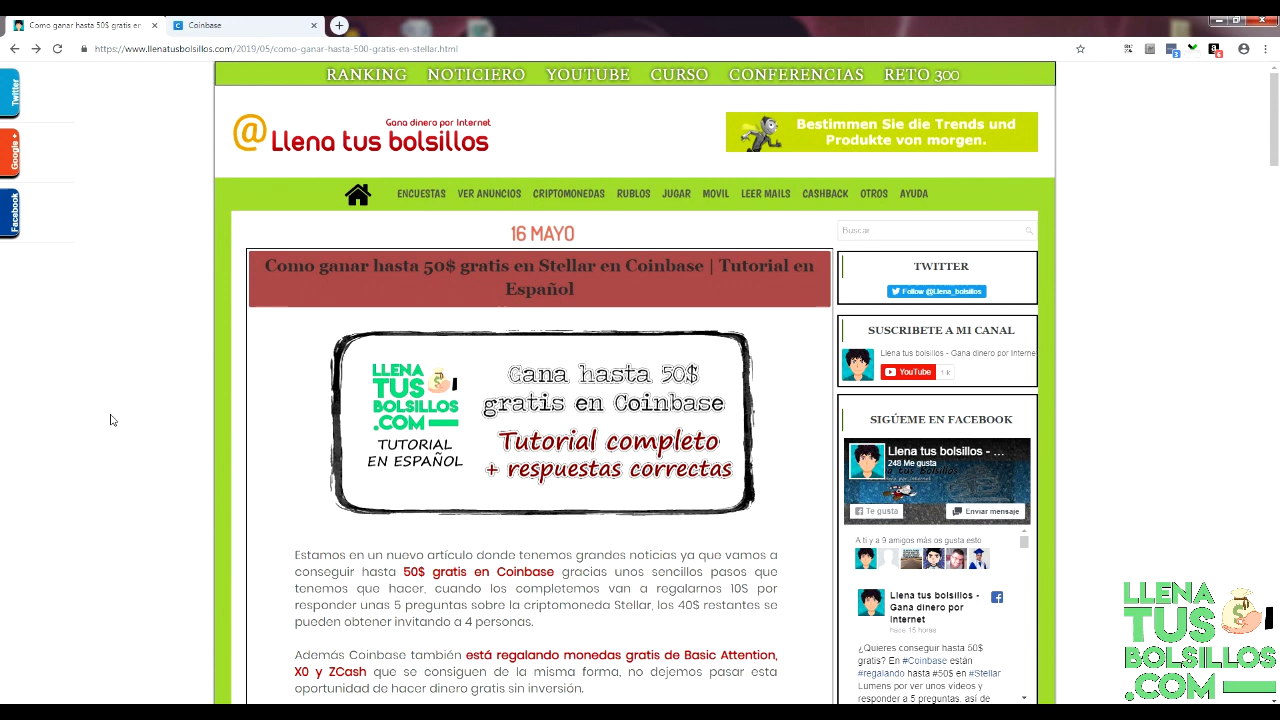 Como ganar hasta 50$ gratis en
Coinbase
https://www.llenatusbolsillos.com/2019/05/como-ganar-hasta-500-gratis-en-stellar.html
Twitter
Google +
Facebook
RANKING NOTICIERO YOUTUBE CURSO CONFERENCIAS RETO 300
Gana dinero por Internet
@Llena tus bolsillos
Bestimmen Sie die Trends und
Produkte von morgen.
ENCUESTAS VER ANUNCIOS CRIPTOMONEDAS RUBLOS JUGAR MOVIL LEER MAILS CASHBACK OTROS AYUDA
16 MAYO
Como ganar hasta 50$ gratis en Stellar en Coinbase | Tutorial en
Español
LLENA
TUS
BOLSILLOS
.COM
TUTORIAL
EN ESPAÑOL
Gana hasta 50$
gratis en Coinbase
Tutorial completo
+ respuestas correctas
Estamos en un nuevo artículo donde tenemos grandes noticias ya que vamos a
conseguir hasta 50$ gratis en Coinbase gracias unos sencillos pasos que
tenemos que hacer, cuando los completemos van a regalarnos 10$ por
responder unas 5 preguntas sobre la criptomoneda Stellar, los 40$ restantes se
pueden obtener invitando a 4 personas.
Además Coinbase también está regalando monedas gratis de Basic Attention,
X0 y ZCash que se consiguen de la misma forma, no dejemos pasar esta
oportunidad de hacer dinero gratis sin inversión.
Buscar
TWITTER
Follow @Llena_bolsillos
SUSCRIBETE A MI CANAL
Llena tus bolsillos - Gana dinero por Interne
YouTube 1 k
SIGÚEME EN FACEBOOK
Llena tus bolsillos - ...
248 Me gusta
Te gusta
Enviar mensaje
A ti y a 9 amigos más os gusta esto
Llena tus bolsillos -
Gana dinero por
Internet
hace 15 horas
¿Quieres conseguir hasta 50$
gratis? En #Coinbase están
#regalando hasta #50$ en #Stellar
Lumens por ver unos videos y
responder a 5 preguntas, así de
LLENA
TUS
BOLSILLOS
.COM